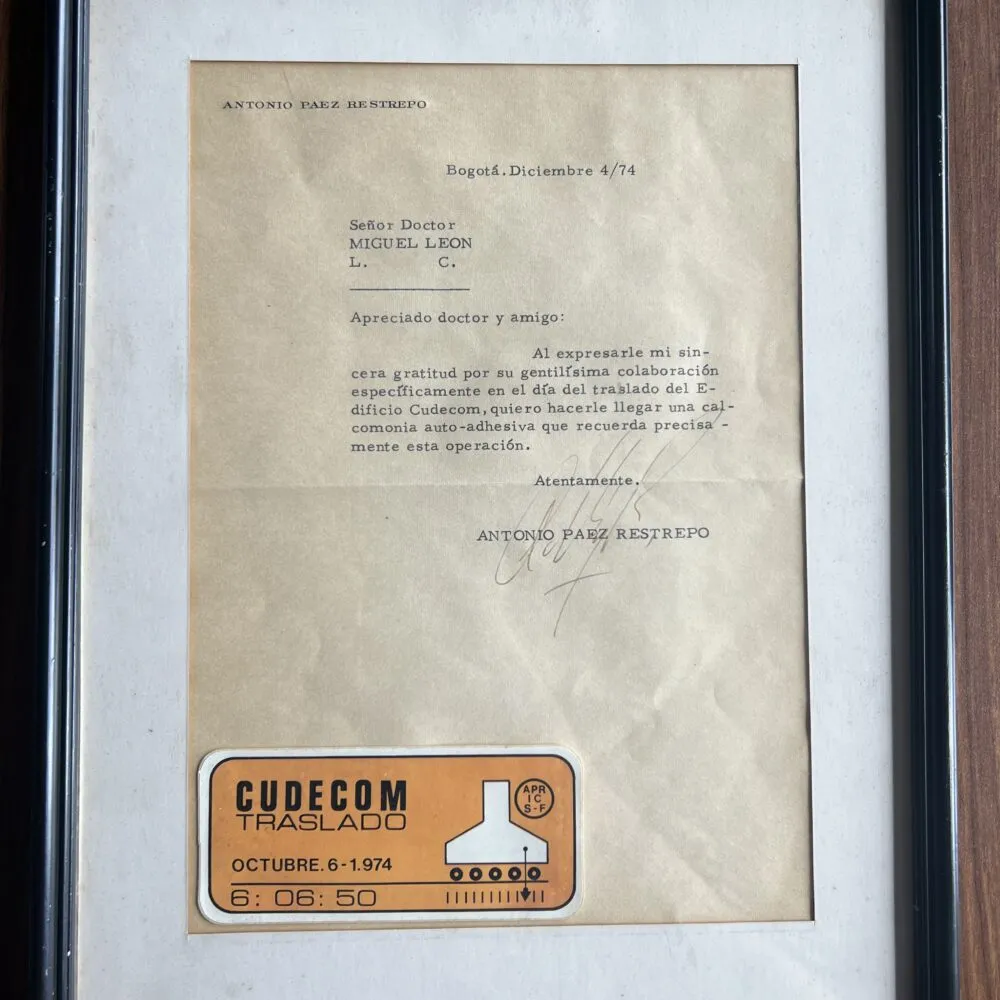 ANTONIO PAEZ RESTREPO
Bogotá.Diciembre 4/74
Señor Doctor
MIGUEL LEON
L. C.
Apreciado doctor y amigo:
Al expresarle mi sin-
cera gratitud por su gentilísima colaboración
específicamente en el día del traslado del E-
dificio Cudecom,quiero hacerle llegar una cal-
comonia auto-adhesiva que recuerda precisa-
mente esta operación.
Atentamente.
ANTONIO PAEZ RESTREPO
CUDECOM
TRASLADO
OCTUBRE.6-1.974
6:06:50
APR
IC
S-F